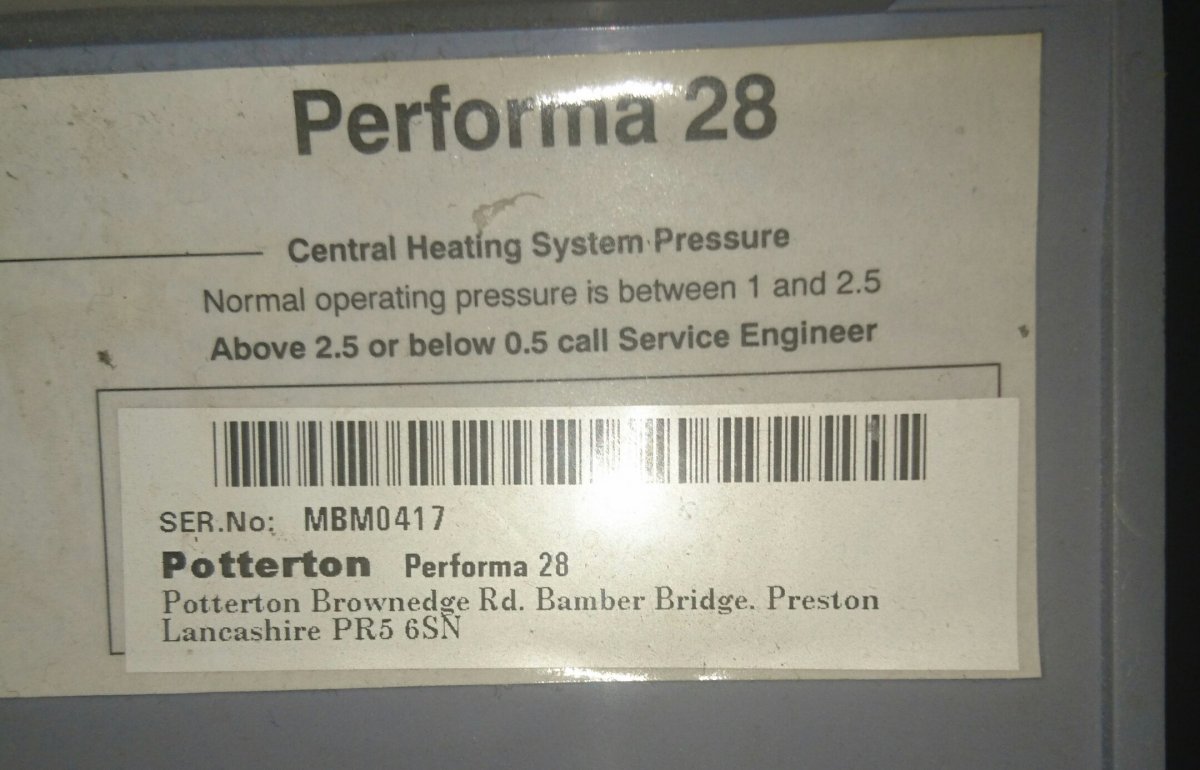 Performa 28
Central Heating System Pressure
Normal operating pressure is between 1 and 2.5
Above 2.5 or below 0.5 call Service Engineer
SER.No: MBM0417
Potterton Performa 28
Potterton Brownedge Rd. Bamber Bridge. Preston
Lancashire PR5 6SN